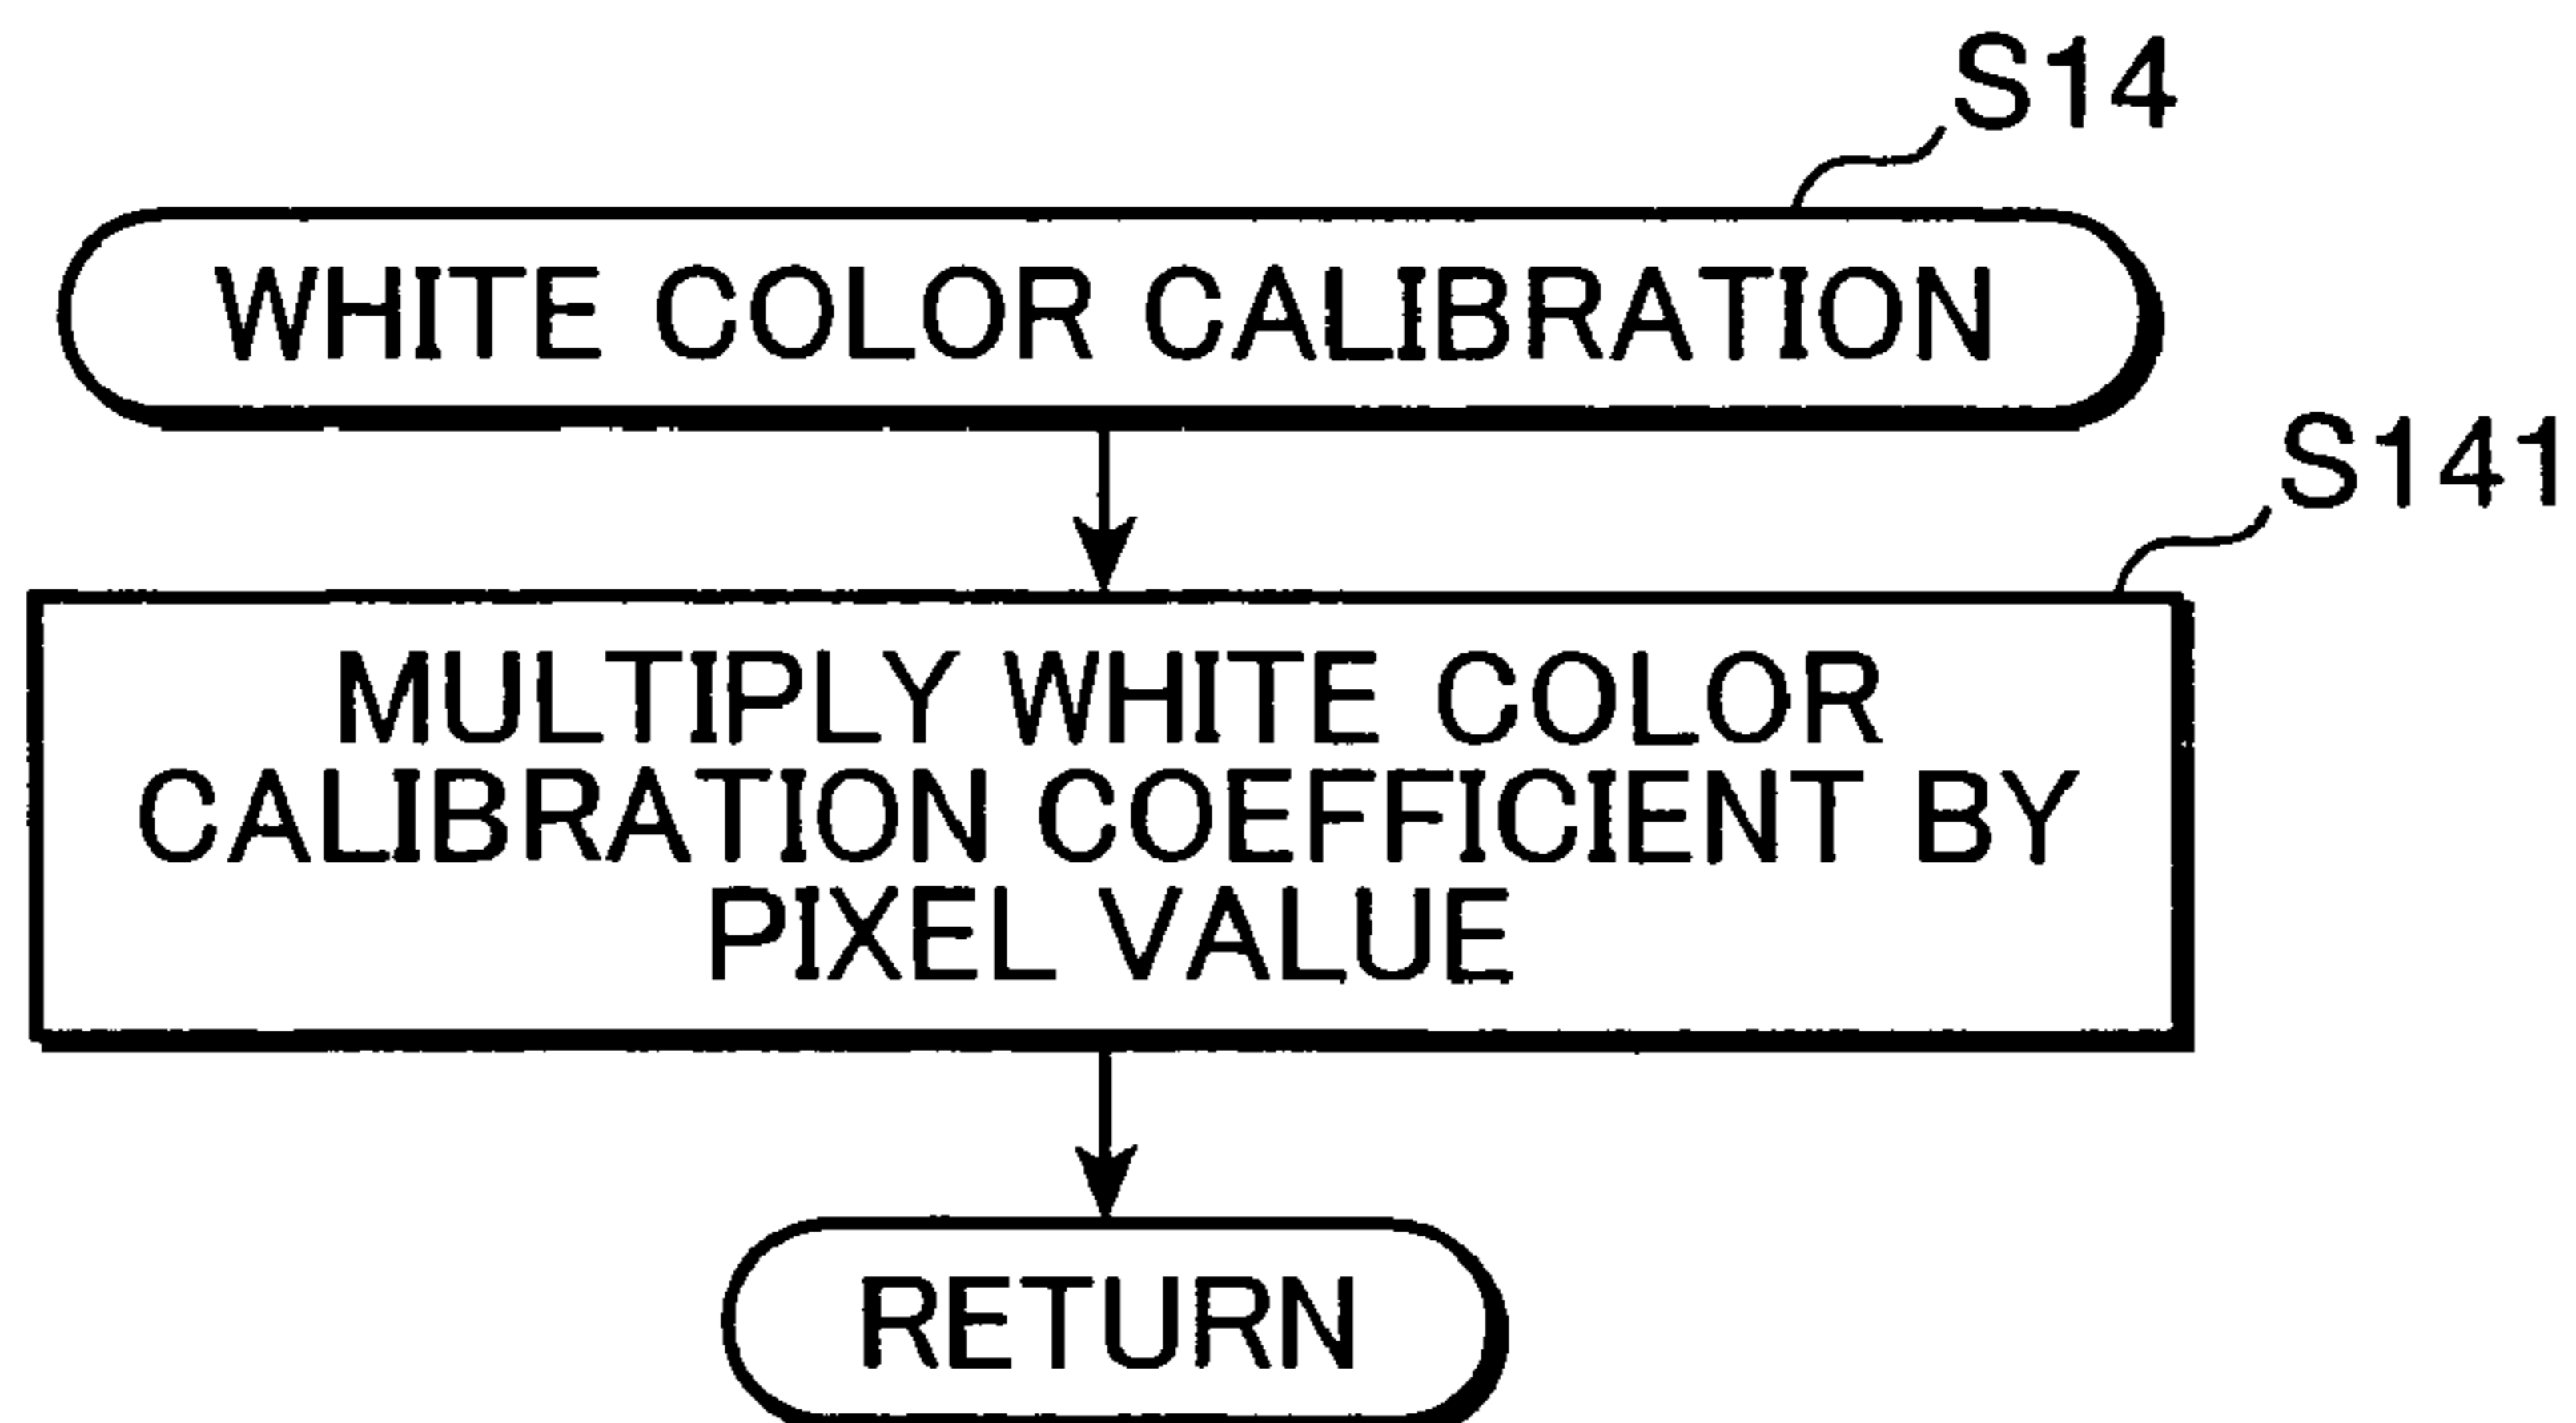 S14
WHITE COLOR CALIBRATION
S141
MULTIPLY WHITE COLOR
CALIBRATION COEFFICIENT BY
PIXEL VALUE
RETURN